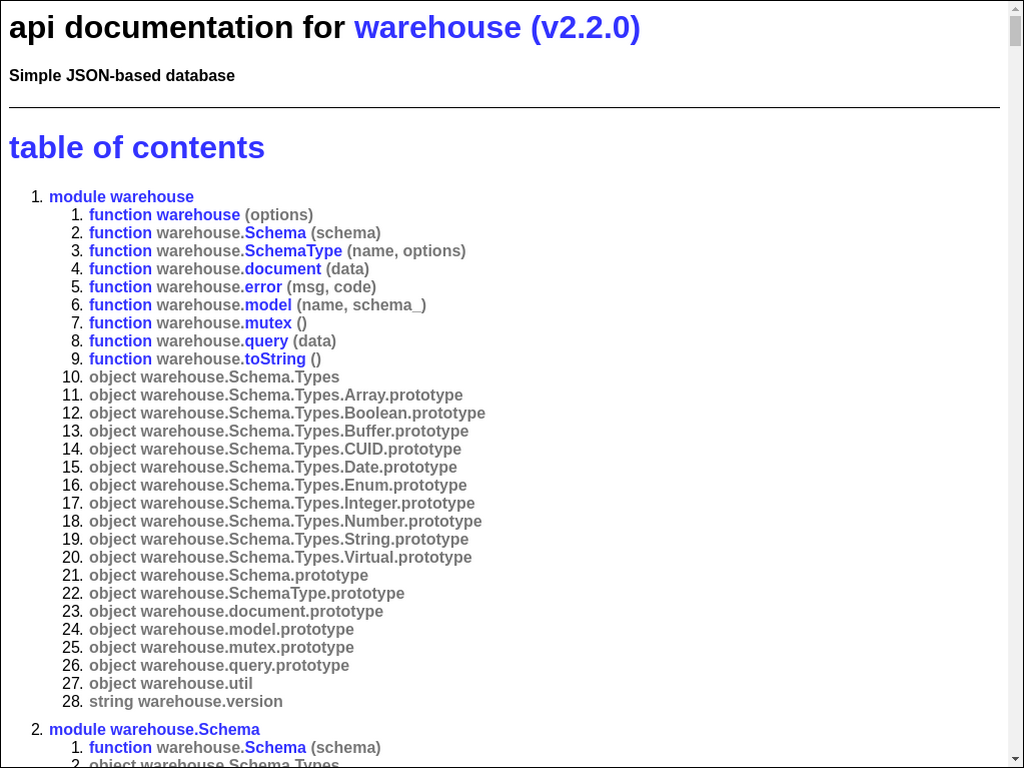 api documentation for warehouse (v2.2.0)
Simple JSON-based database
table of contents
1. module warehouse
1. function warehouse (options)
2. function warehouse.Schema (schema)
3. function warehouse.SchemaType (name, options)
4. function warehouse.document (data)
5. function warehouse.error (msg, code)
6. function warehouse.model (name, schema_)
7. function warehouse.mutex ()
8. function warehouse.query (data)
9. function warehouse.toString ()
10. object warehouse.Schema.Types
11. object warehouse.Schema.Types.Array.prototype
12. object warehouse.Schema.Types.Boolean.prototype
13. object warehouse.Schema.Types.Buffer.prototype
14. object warehouse.Schema.Types.CUID.prototype
15. object warehouse.Schema.Types.Date.prototype
16. object warehouse.Schema.Types.Enum.prototype
17. object warehouse.Schema.Types.Integer.prototype
18. object warehouse.Schema.Types.Number.prototype
19. object warehouse.Schema.Types.String.prototype
20. object warehouse.Schema.Types.Virtual.prototype
21. object warehouse.Schema.prototype
22. object warehouse.SchemaType.prototype
23. object warehouse.document.prototype
24. object warehouse.model.prototype
25. object warehouse.mutex.prototype
26. object warehouse.query.prototype
27. object warehouse.util
28. string warehouse.version
2. module warehouse.Schema
1. function warehouse.Schema (schema)
2. object warehouse.Schema.Types